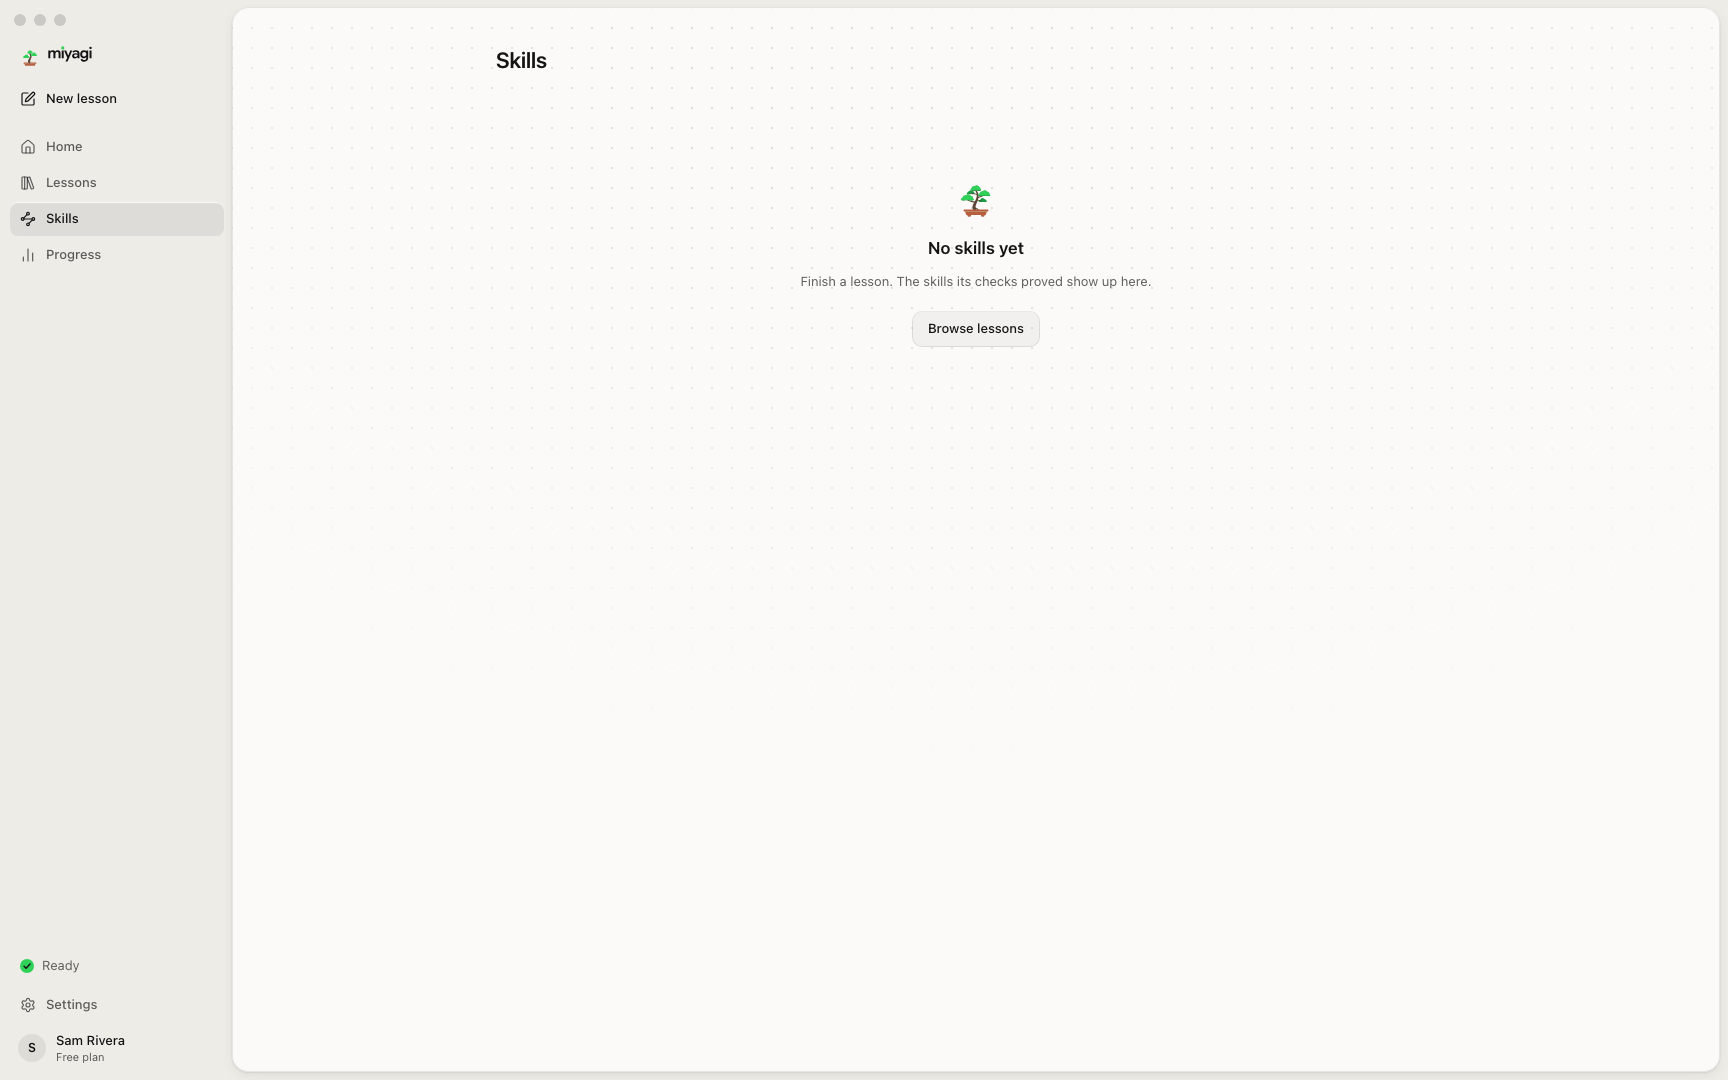 miyagi
New lesson
Home
Lessons
Skills
Progress
Skills
No skills yet
Finish a lesson. The skills its checks proved show up here.
Browse lessons
Ready
Settings
S
Sam Rivera
Free plan